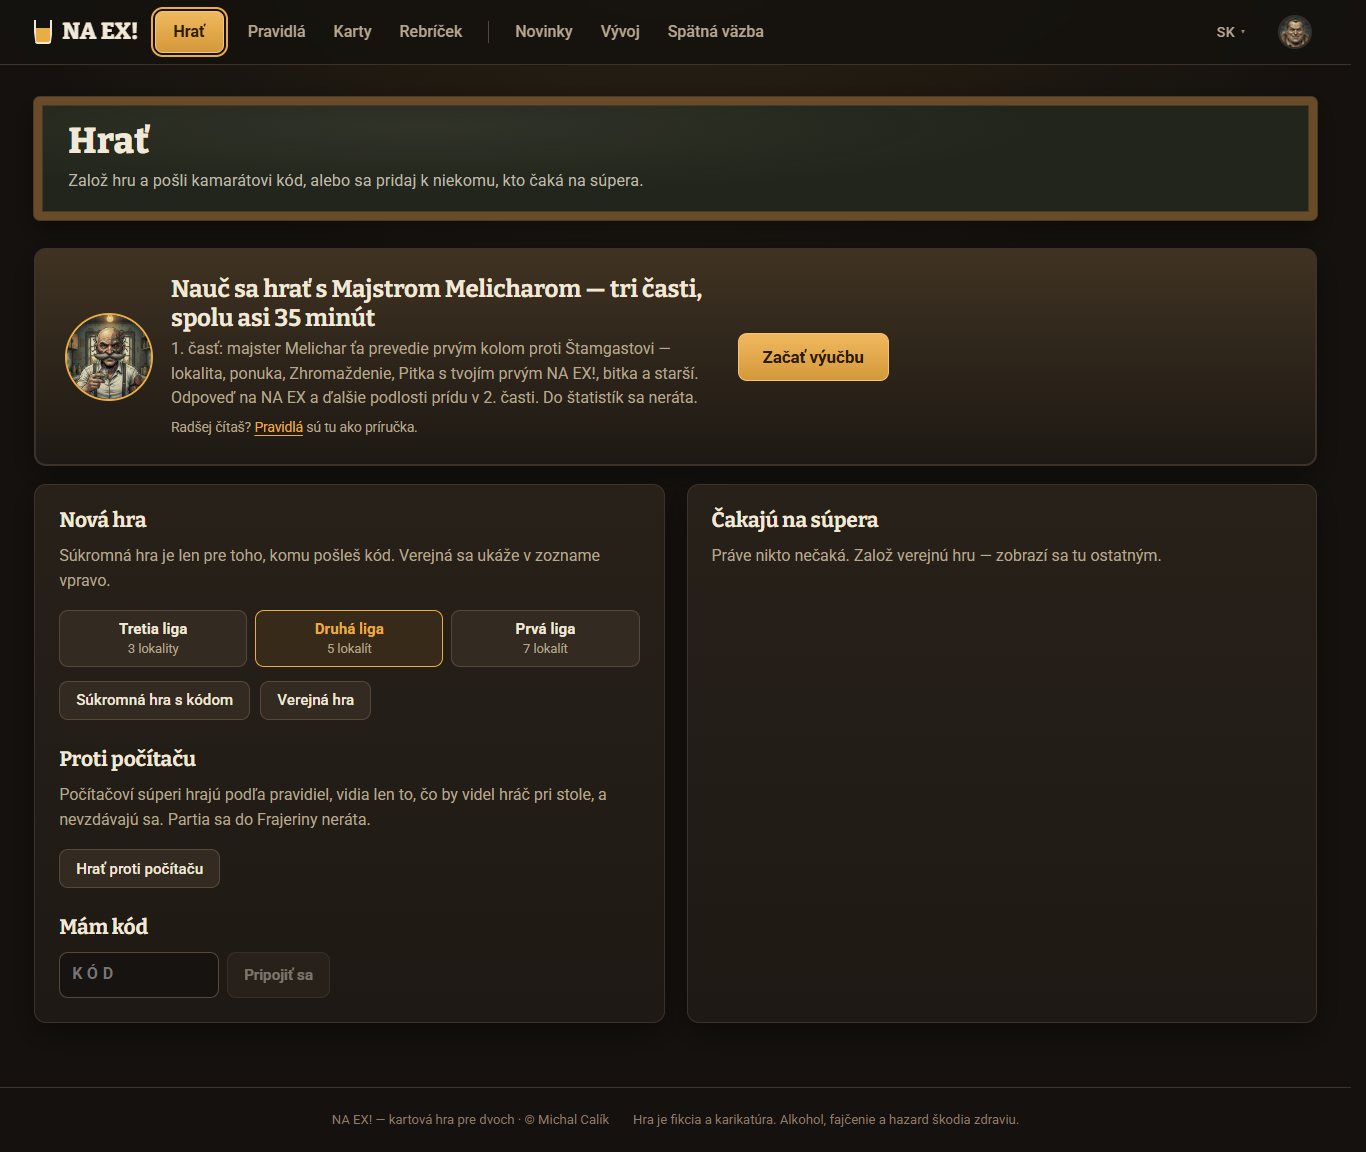 NA EX!
Hrať
Pravidlá
Karty
Rebríček
Novinky
Vývoj
Spätná väzba
SK
Hrať
Založ hru a pošli kamarátovi kód, alebo sa pridaj k niekomu, kto čaká na súpera.
Nauč sa hrať s Majstrom Melicharom — tri časti,
spolu asi 35 minút
1. časť: majster Melichar ťa prevedie prvým kolom proti Štamgastovi —
lokalita, ponuka, Zhromaždenie, Pitka s tvojím prvým NA EX!, bitka a starší.
Odpoveď na NA EX a ďalšie podlosti prídu v 2. časti. Do štatistík sa neráta.
Radšej čítaš? Pravidlá sú tu ako príručka.
Začať výučbu
Nová hra
Súkromná hra je len pre toho, komu pošleš kód. Verejná sa ukáže v zozname
vpravo.
Tretia liga
3 lokality
Druhá liga
5 lokalít
Prvá liga
7 lokalít
Súkromná hra s kódom
Verejná hra
Proti počítaču
Počítačoví súperi hrajú podľa pravidiel, vidia len to, čo by videl hráč pri stole, a
nevzdávajú sa. Partia sa do Frajeriny neráta.
Hrať proti počítaču
Mám kód
KÓD
Pripojiť sa
Čakajú na súpera
Práve nikto nečaká. Založ verejnú hru — zobrazí sa tu ostatným.
NA EX! — kartová hra pre dvoch · © Michal Calík
Hra je fikcia a karikatúra. Alkohol, fajčenie a hazard škodia zdraviu.